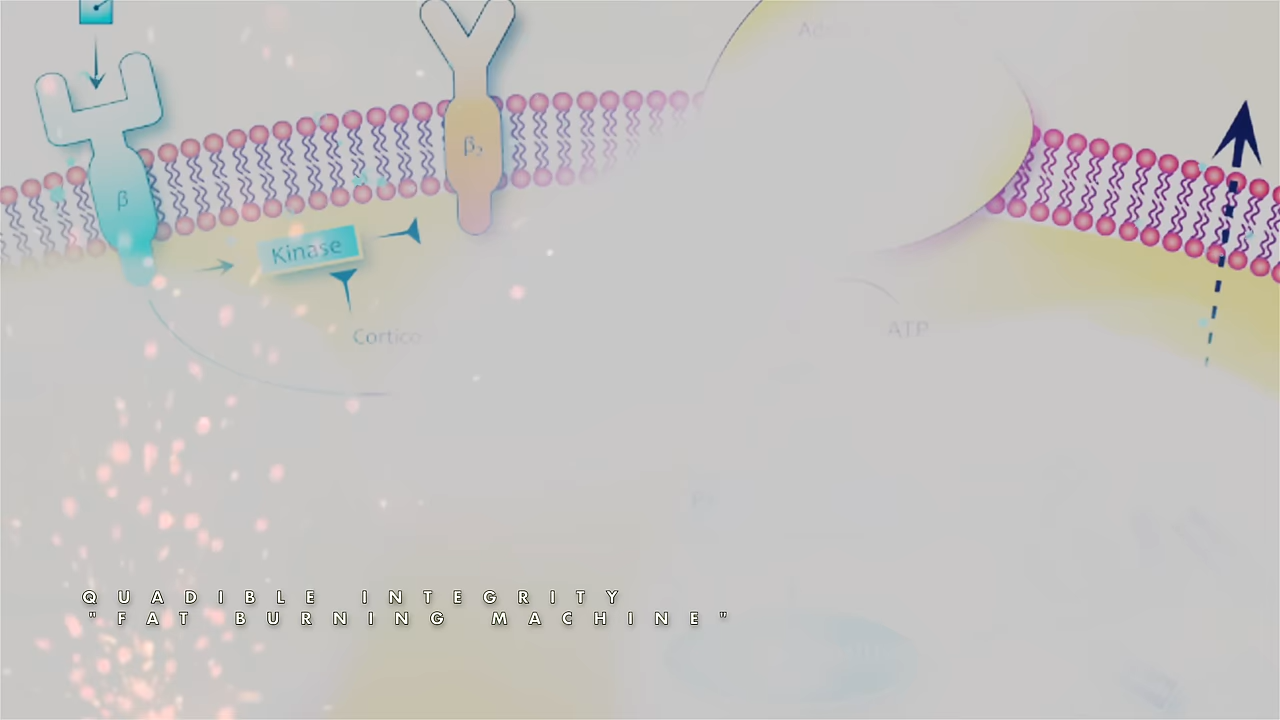 β
β₂
Kinase
Cortico
ATP
QUADIBLE INTEGRITY
"FAT BURNING MACHINE"